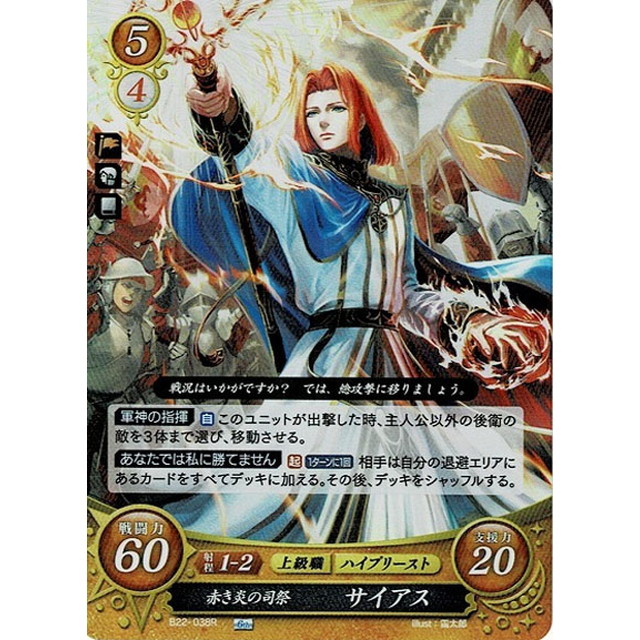 5
4
戦況はいかがですか？ では、総攻撃に移りましょう。
軍神の指揮 自 このユニットが出撃した時、主人公以外の後衛の
敵を3体まで選び、移動させる。
あなたでは私に勝てません 起 1ターンに1回 相手は自分の退避エリアに
あるカードをすべてデッキに加える。その後、デッキをシャッフルする。
戦闘力
60
射程 1-2 上級職 ハイプリースト
支援力
20
赤き炎の司祭 サイアス
B22-038R
Illust：雷太郎